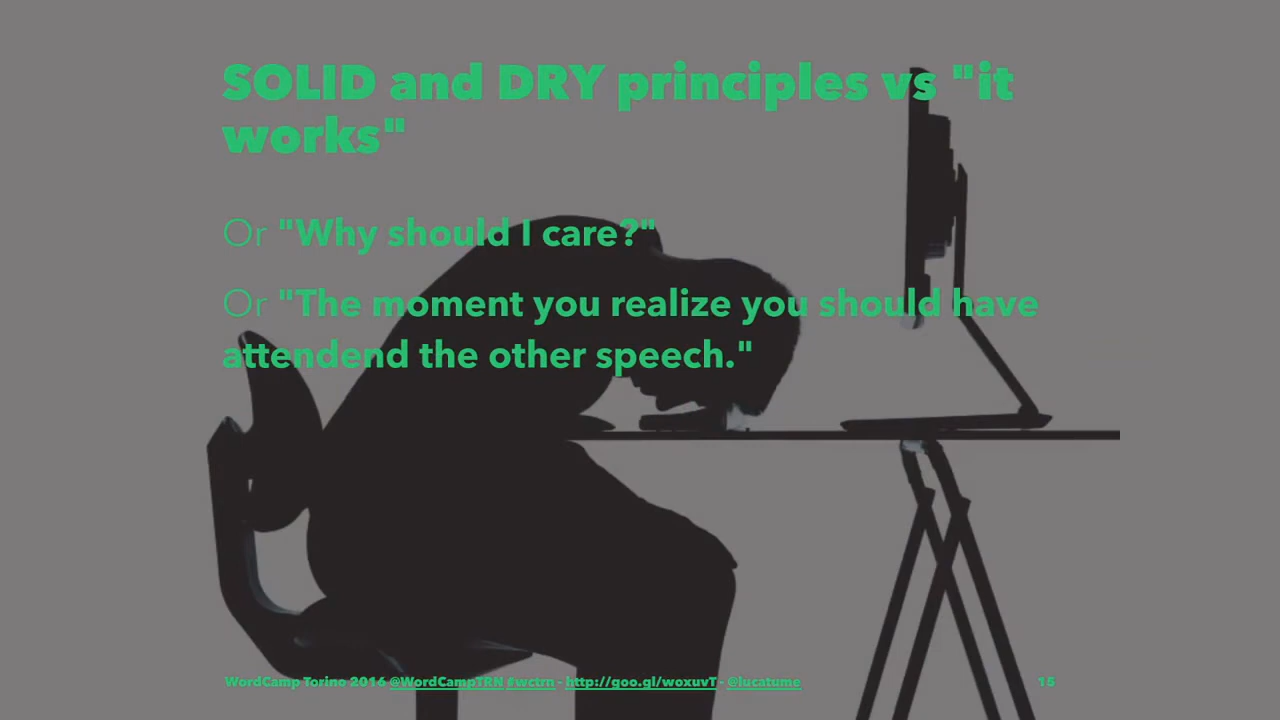 SOLID and DRY principles vs "it
works"
Or "Why should I care?"
Or "The moment you realize you should have
attendend the other speech."
WordCamp Torino 2016 @WordCampTRN #wctrn - http://goo.gl/woxuvT - @lucatume 15